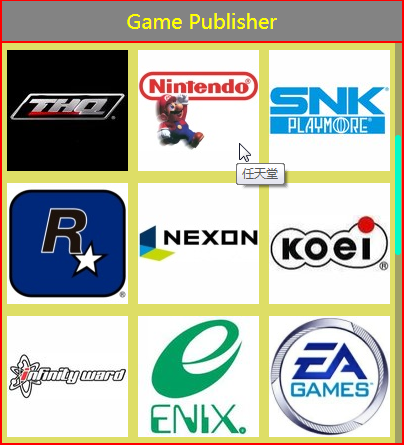 Game Publisher
THQ
Nintendo
SNK
PLAYMORE
任天堂
R
NEXON
KOEI
infinity ward
ENIX
EA
GAMES